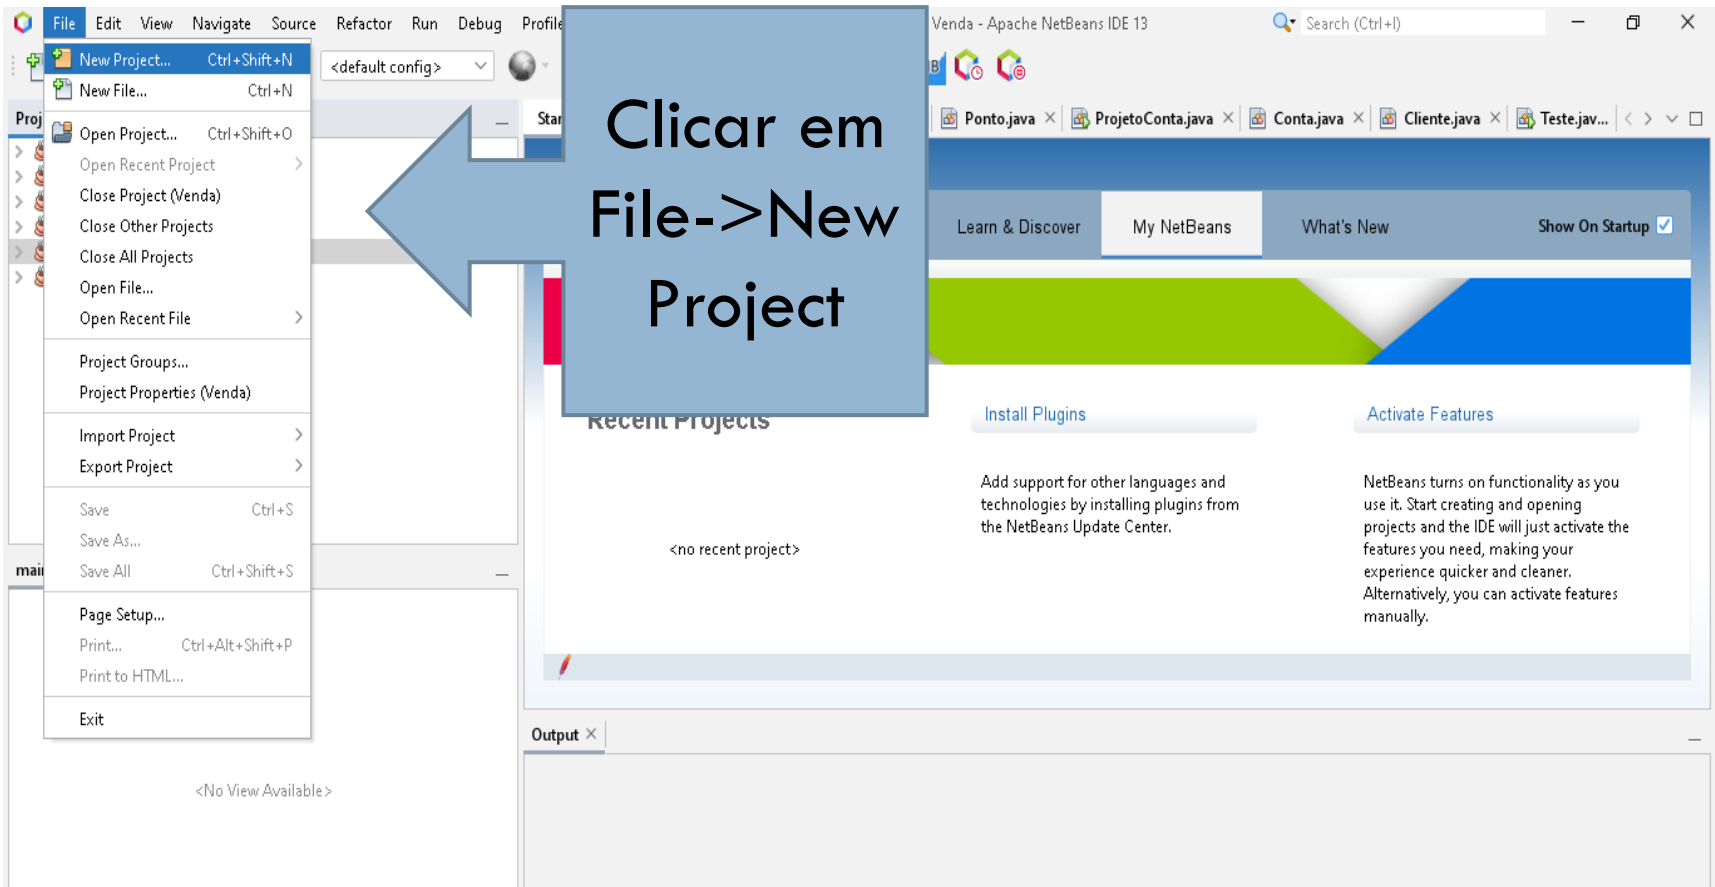 File Edit View Navigate Source Refactor Run Debug Profile Venda - Apache NetBeans IDE 13 Search (Ctrl+I)
<default config>
New Project... Ctrl+Shift+N
New File... Ctrl+N
Open Project... Ctrl+Shift+O
Open Recent Project
Close Project (Venda)
Close Other Projects
Close All Projects
Open File...
Open Recent File
Project Groups...
Project Properties (Venda)
Import Project
Export Project
Save Ctrl+S
Save As...
Save All Ctrl+Shift+S
Page Setup...
Print... Ctrl+Alt+Shift+P
Print to HTML...
Exit
<No View Available>
Clicar em
File->New
Project
Ponto.java ProjetoConta.java Conta.java Cliente.java Teste.jav...
Learn & Discover My NetBeans What's New Show On Startup
Recent Projects
<no recent project>
Install Plugins
Add support for other languages and
technologies by installing plugins from
the NetBeans Update Center.
Activate Features
NetBeans turns on functionality as you
use it. Start creating and opening
projects and the IDE will just activate the
features you need, making your
experience quicker and cleaner.
Alternatively, you can activate features
manually.
Output